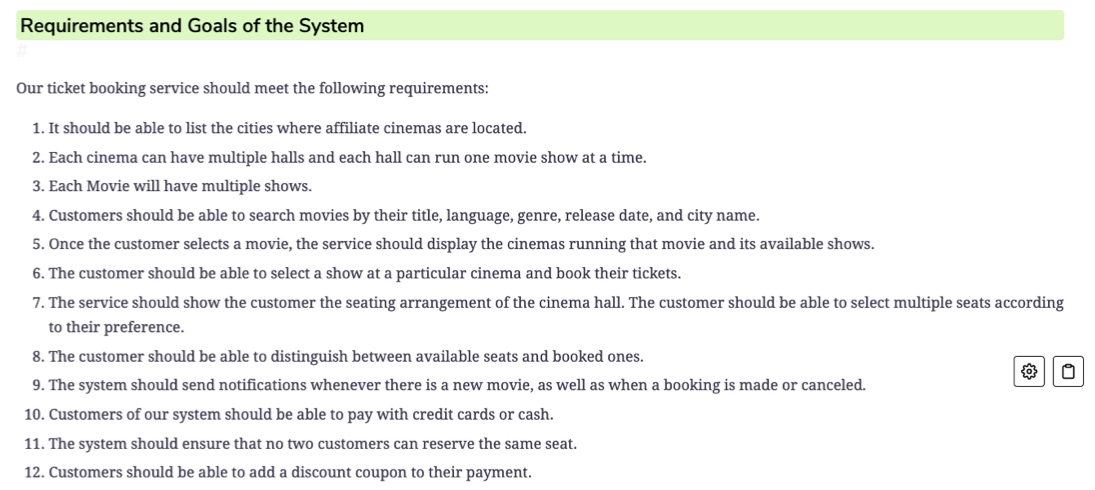 Requirements and Goals of the System
#
Our ticket booking service should meet the following requirements:
1. It should be able to list the cities where affiliate cinemas are located.
2. Each cinema can have multiple halls and each hall can run one movie show at a time.
3. Each Movie will have multiple shows.
4. Customers should be able to search movies by their title, language, genre, release date, and city name.
5. Once the customer selects a movie, the service should display the cinemas running that movie and its available shows.
6. The customer should be able to select a show at a particular cinema and book their tickets.
7. The service should show the customer the seating arrangement of the cinema hall. The customer should be able to select multiple seats according
to their preference.
8. The customer should be able to distinguish between available seats and booked ones.
9. The system should send notifications whenever there is a new movie, as well as when a booking is made or canceled.
10. Customers of our system should be able to pay with credit cards or cash.
11. The system should ensure that no two customers can reserve the same seat.
12. Customers should be able to add a discount coupon to their payment.